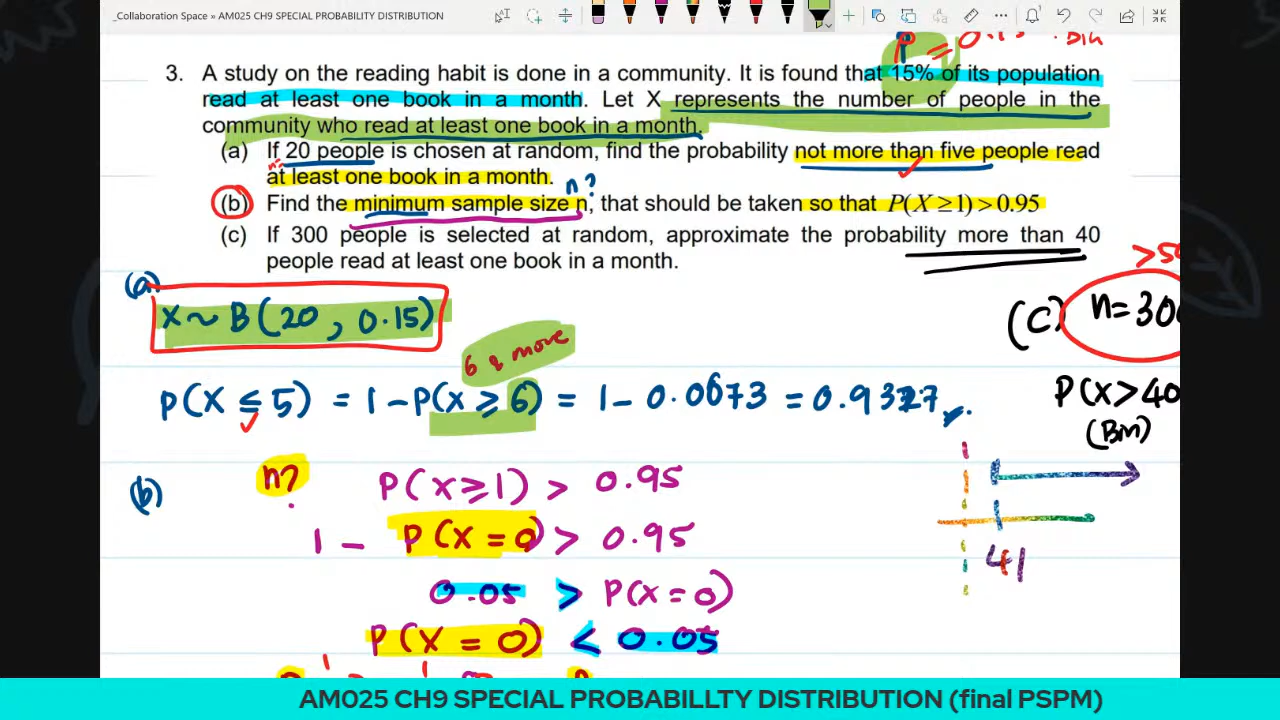 _Collaboration Space » AM025 CH9 SPECIAL PROBABILITY DISTRIBUTION
3. A study on the reading habit is done in a community. It is found that 15% of its population
read at least one book in a month. Let X represents the number of people in the
community who read at least one book in a month.
(a) If 20 people is chosen at random, find the probability not more than five people read
at least one book in a month.
n?
(b) Find the minimum sample size n, that should be taken so that P(X ≥ 1) > 0.95
(c) If 300 people is selected at random, approximate the probability more than 40
people read at least one book in a month.
(a)
X ~ B(20, 0.15)
(c) n = 300
6 & more
P(X ≤ 5) = 1 - P(X ≥ 6) = 1 - 0.0673 = 0.9327
P(X > 40
(BM)
(b) n? P(X ≥ 1) > 0.95
1 - P(X = 0) > 0.95
41
0.05 > P(X = 0)
P(X = 0) < 0.05
AM025 CH9 SPECIAL PROBABILLTY DISTRIBUTION (final PSPM)